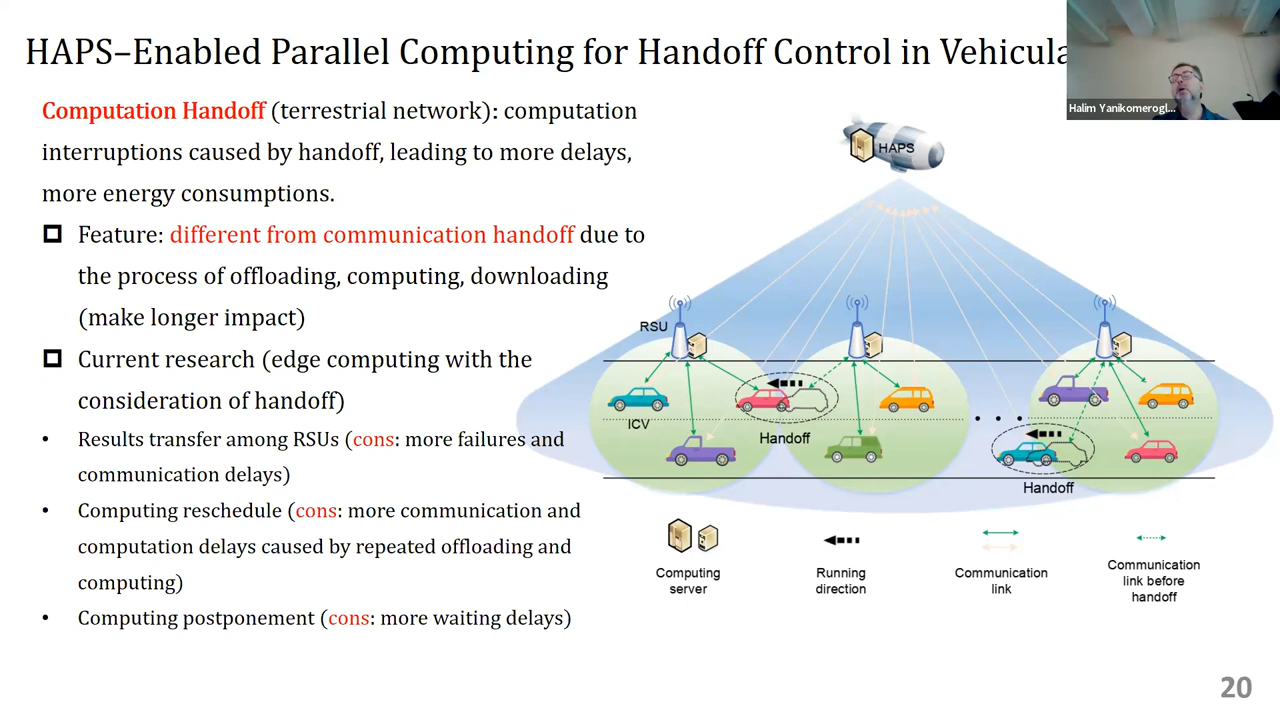 HAPS–Enabled Parallel Computing for Handoff Control in Vehicula
Halim Yanikomerogl...
Computation Handoff (terrestrial network): computation
interruptions caused by handoff, leading to more delays,
more energy consumptions.
Feature: different from communication handoff due to
the process of offloading, computing, downloading
(make longer impact)
Current research (edge computing with the
consideration of handoff)
• Results transfer among RSUs (cons: more failures and
communication delays)
• Computing reschedule (cons: more communication and
computation delays caused by repeated offloading and
computing)
• Computing postponement (cons: more waiting delays)
HAPS
RSU
ICV
Handoff
Handoff
Computing
server
Running
direction
Communication
link
Communication
link before
handoff
20